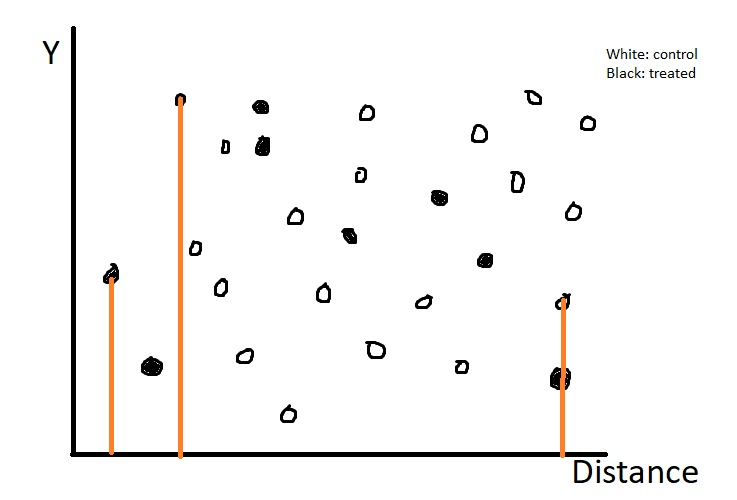 Y
White: control
Black: treated
Distance